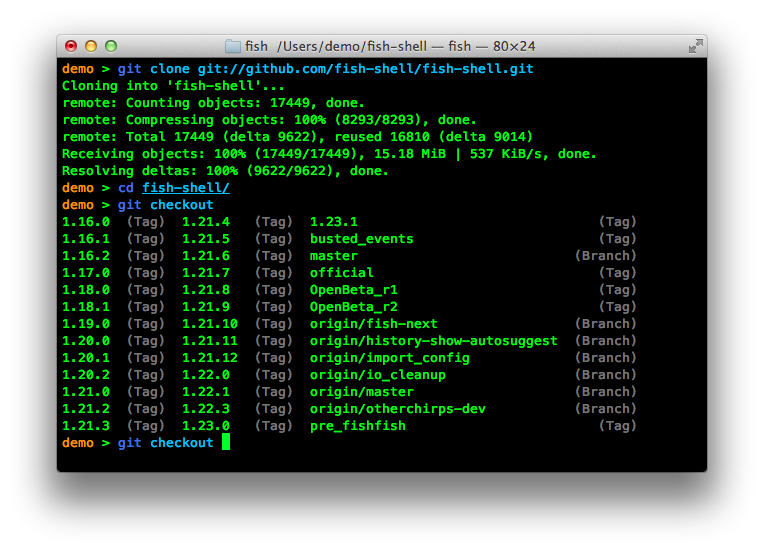 fish /Users/demo/fish-shell — fish — 80×24
demo > git clone git://github.com/fish-shell/fish-shell.git
Cloning into 'fish-shell'...
remote: Counting objects: 17449, done.
remote: Compressing objects: 100% (8293/8293), done.
remote: Total 17449 (delta 9622), reused 16810 (delta 9014)
Receiving objects: 100% (17449/17449), 15.18 MiB | 537 KiB/s, done.
Resolving deltas: 100% (9622/9622), done.
demo > cd fish-shell/
demo > git checkout
1.16.0  (Tag)  1.21.4   (Tag)  1.23.1                              (Tag)
1.16.1  (Tag)  1.21.5   (Tag)  busted_events                       (Tag)
1.16.2  (Tag)  1.21.6   (Tag)  master                           (Branch)
1.17.0  (Tag)  1.21.7   (Tag)  official                            (Tag)
1.18.0  (Tag)  1.21.8   (Tag)  OpenBeta_r1                         (Tag)
1.18.1  (Tag)  1.21.9   (Tag)  OpenBeta_r2                         (Tag)
1.19.0  (Tag)  1.21.10  (Tag)  origin/fish-next                 (Branch)
1.20.0  (Tag)  1.21.11  (Tag)  origin/history-show-autosuggest  (Branch)
1.20.1  (Tag)  1.21.12  (Tag)  origin/import_config             (Branch)
1.20.2  (Tag)  1.22.0   (Tag)  origin/io_cleanup                (Branch)
1.21.0  (Tag)  1.22.1   (Tag)  origin/master                    (Branch)
1.21.2  (Tag)  1.22.3   (Tag)  origin/otherchirps-dev           (Branch)
1.21.3  (Tag)  1.23.0   (Tag)  pre_fishfish                        (Tag)
demo > git checkout